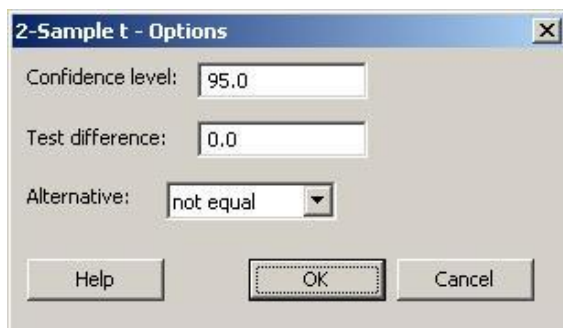 2-Sample t - Options
Confidence level: 95.0
Test difference: 0.0
Alternative: not equal
Help OK Cancel